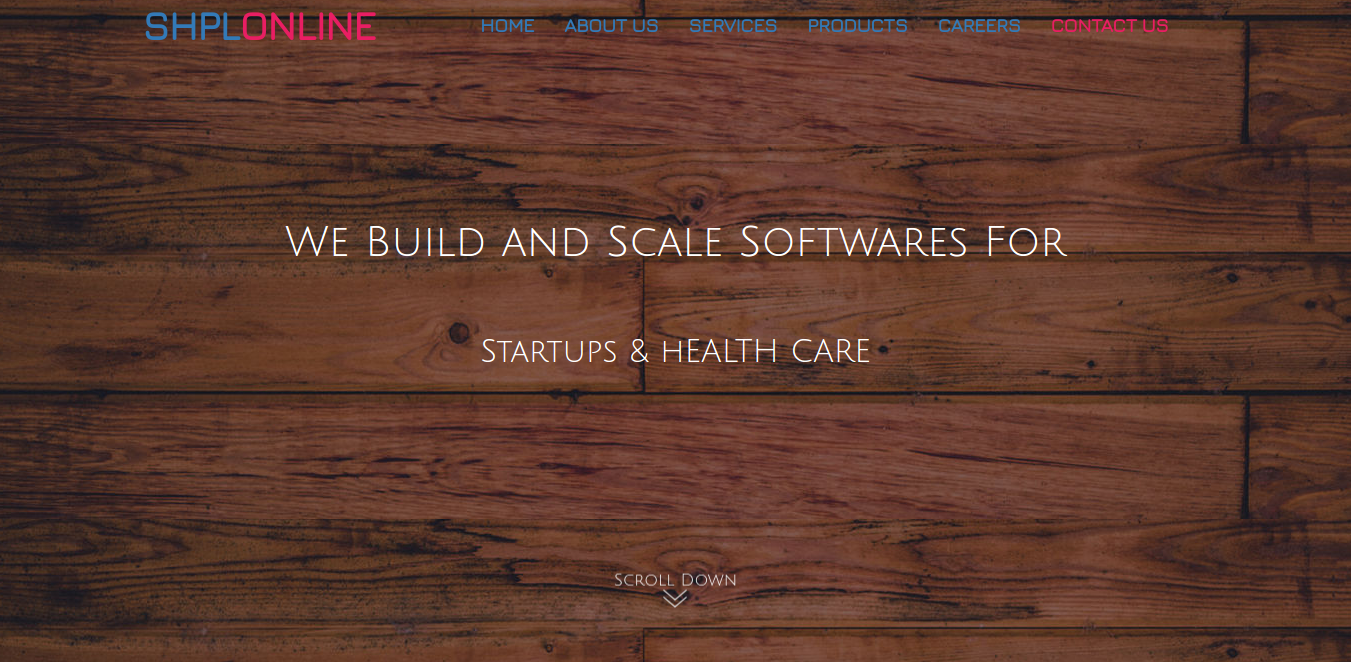 SHPLONLINE HOME ABOUT US SERVICES PRODUCTS CAREERS CONTACT US
We Build and Scale Softwares For
Startups & hEALTH CARE
Scroll Down